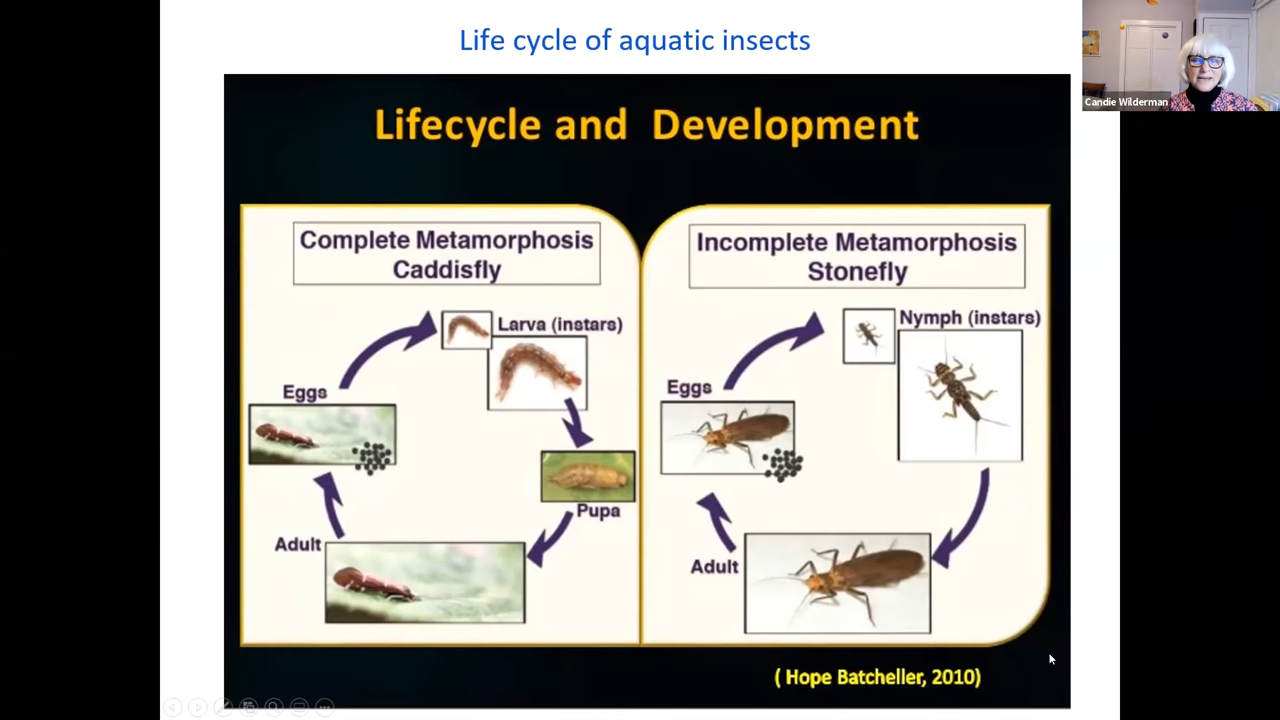 Life cycle of aquatic insects
Candie Wilderman
Lifecycle and Development
Complete Metamorphosis
Caddisfly
Larva (instars)
Eggs
Pupa
Adult
Incomplete Metamorphosis
Stonefly
Nymph (instars)
Eggs
Adult
( Hope Batcheller, 2010)